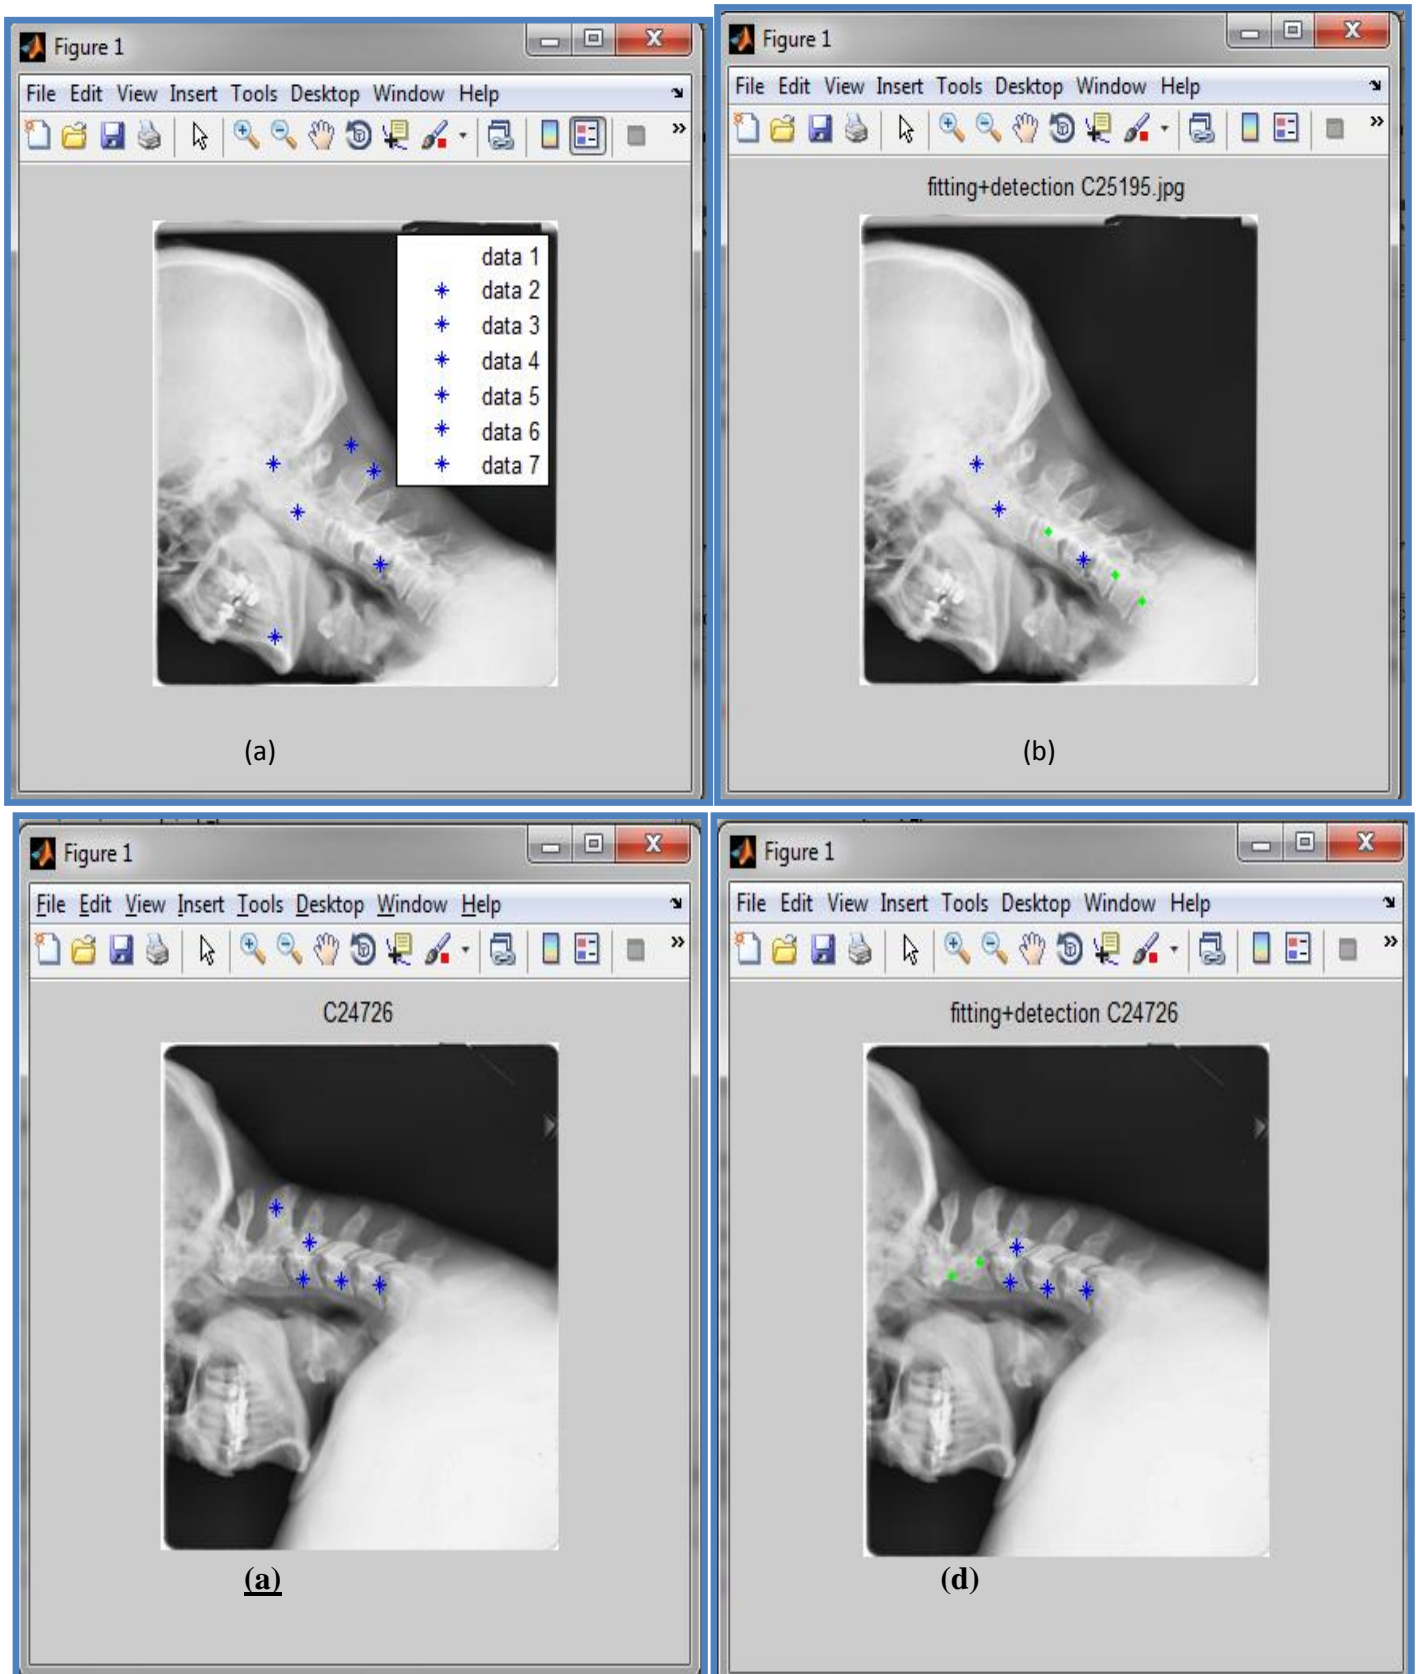 Figure 1
File Edit View Insert Tools Desktop Window Help
data 1
data 2
data 3
data 4
data 5
data 6
data 7
(a)
Figure 1
File Edit View Insert Tools Desktop Window Help
fitting+detection C25195.jpg
(b)
Figure 1
File Edit View Insert Tools Desktop Window Help
C24726
(a)
Figure 1
File Edit View Insert Tools Desktop Window Help
fitting+detection C24726
(d)